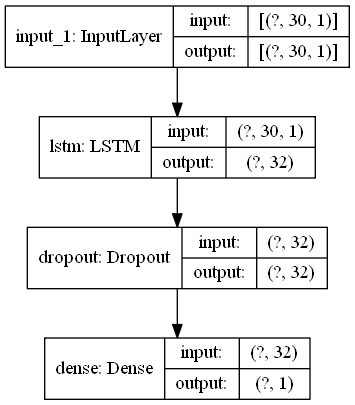 input_1: InputLayer
input: [(?, 30, 1)]
output: [(?, 30, 1)]
lstm: LSTM
input: (?, 30, 1)
output: (?, 32)
dropout: Dropout
input: (?, 32)
output: (?, 32)
dense: Dense
input: (?, 32)
output: (?, 1)